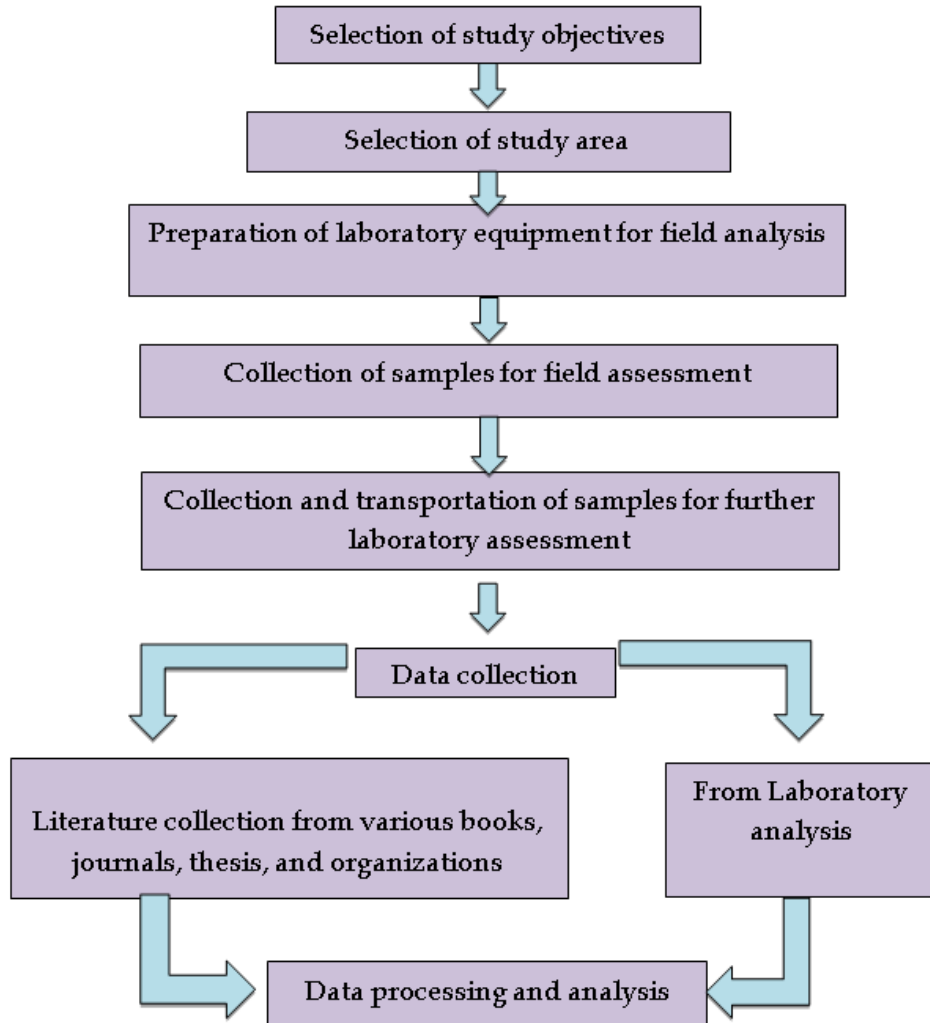 Selection of study objectives
Selection of study area
Preparation of laboratory equipment for field analysis
Collection of samples for field assessment
Collection and transportation of samples for further
laboratory assessment
Data collection
Literature collection from various books,
journals, thesis, and organizations
From Laboratory
analysis
Data processing and analysis